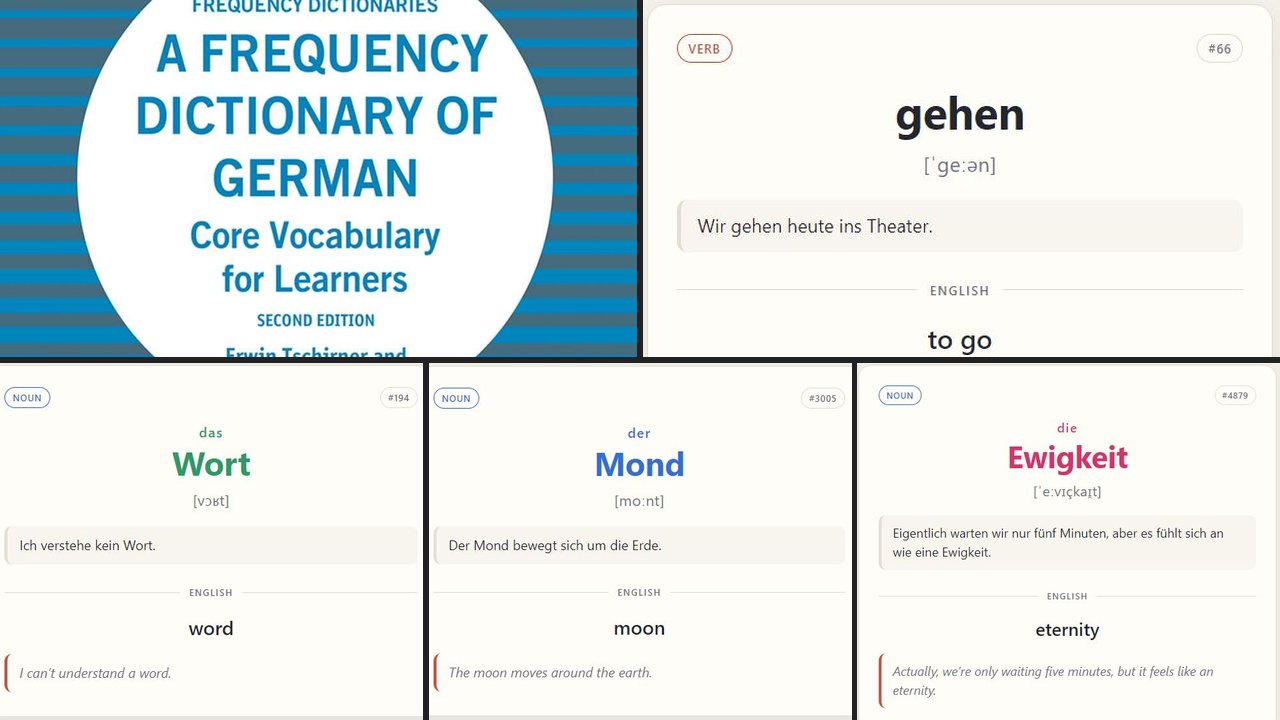 FREQUENCY DICTIONARIES
A FREQUENCY
DICTIONARY OF
GERMAN
Core Vocabulary
for Learners
SECOND EDITION
Erwin Tschirner and
VERB
#66
gehen
[ˈɡeːən]
Wir gehen heute ins Theater.
ENGLISH
to go
NOUN
#194
das
Wort
[vɔʁt]
Ich verstehe kein Wort.
ENGLISH
word
I can't understand a word.
NOUN
#3005
der
Mond
[moːnt]
Der Mond bewegt sich um die Erde.
ENGLISH
moon
The moon moves around the earth.
NOUN
#4879
die
Ewigkeit
[ˈeːvɪçkaɪt]
Eigentlich warten wir nur fünf Minuten, aber es fühlt sich an
wie eine Ewigkeit.
ENGLISH
eternity
Actually, we're only waiting five minutes, but it feels like an
eternity.